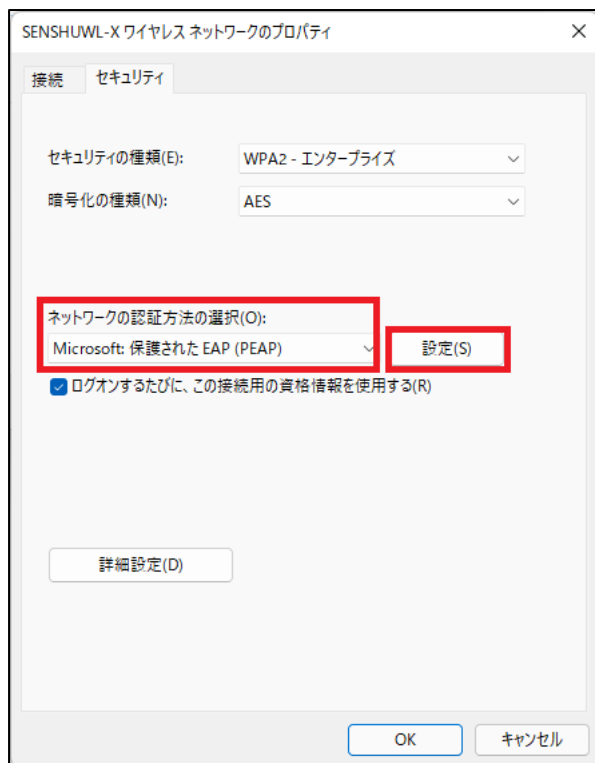 SENSHUWL-X ワイヤレス ネットワークのプロパティ
接続 セキュリティ
セキュリティの種類(E): WPA2 - エンタープライズ
暗号化の種類(N): AES
ネットワークの認証方法の選択(O):
Microsoft: 保護された EAP (PEAP) 設定(S)
ログオンするたびに、この接続用の資格情報を使用する(R)
詳細設定(D)
OK キャンセル